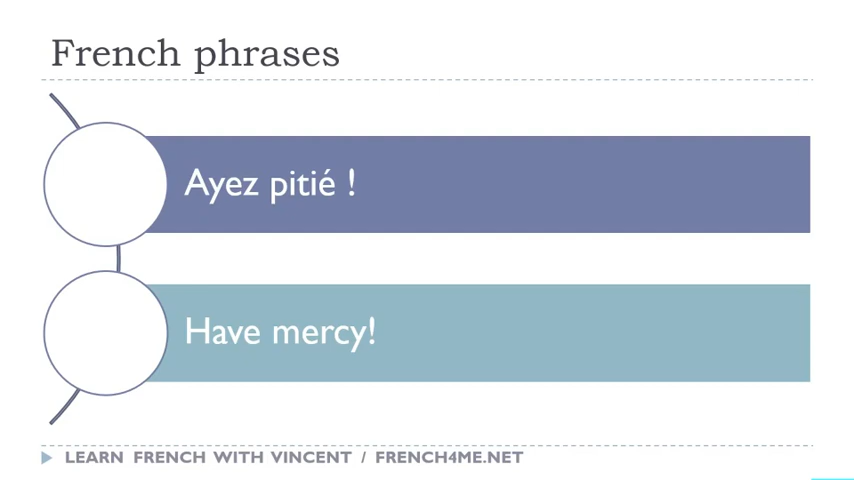 French phrases
Ayez pitié !
Have mercy!
LEARN FRENCH WITH VINCENT / FRENCH4ME.NET